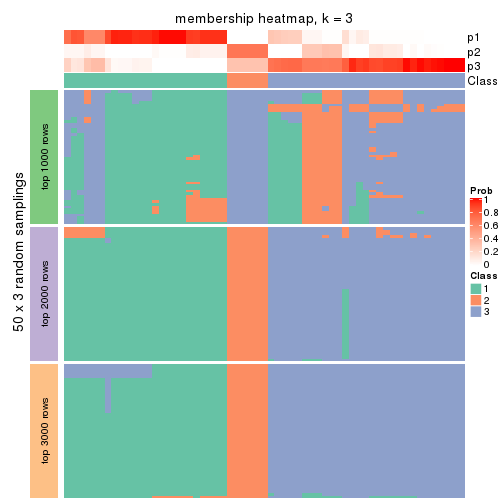 membership heatmap, k = 3
p1
p2
p3
Class
50 x 3 random samplings
top 1000 rows
top 2000 rows
top 3000 rows
Prob
1
0.8
0.6
0.4
0.2
0
Class
1
2
3